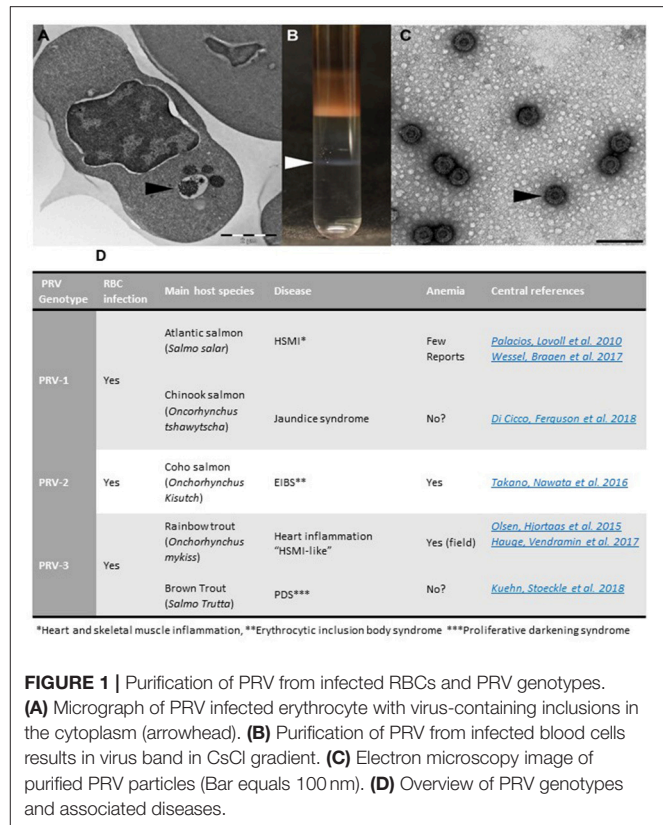 A
B
C
2 µm
D
PRV Genotype RBC infection Main host species Disease Anemia Central references
PRV-1 Yes Atlantic salmon (Salmo salar) HSMI* Few Reports Palacios, Lovoll et al. 2010
Wessel, Braaen et al. 2017
Chinook salmon (Oncorhynchus tshawytscha) Jaundice syndrome No? Di Cicco, Ferguson et al. 2018
PRV-2 Yes Coho salmon (Onchorhynchus Kisutch) EIBS** Yes Takano, Nawata et al. 2016
PRV-3 Yes Rainbow trout (Onchorhynchus mykiss) Heart inflammation "HSMI-like" Yes (field) Olsen, Hjortaas et al. 2015
Hauge, Vendramin et al. 2017
Brown Trout (Salmo Trutta) PDS*** No? Kuehn, Stoeckle et al. 2018
*Heart and skeletal muscle inflammation, **Erythrocytic inclusion body syndrome ***Proliferative darkening syndrome
FIGURE 1 | Purification of PRV from infected RBCs and PRV genotypes.
(A) Micrograph of PRV infected erythrocyte with virus-containing inclusions in
the cytoplasm (arrowhead). (B) Purification of PRV from infected blood cells
results in virus band in CsCl gradient. (C) Electron microscopy image of
purified PRV particles (Bar equals 100 nm). (D) Overview of PRV genotypes
and associated diseases.